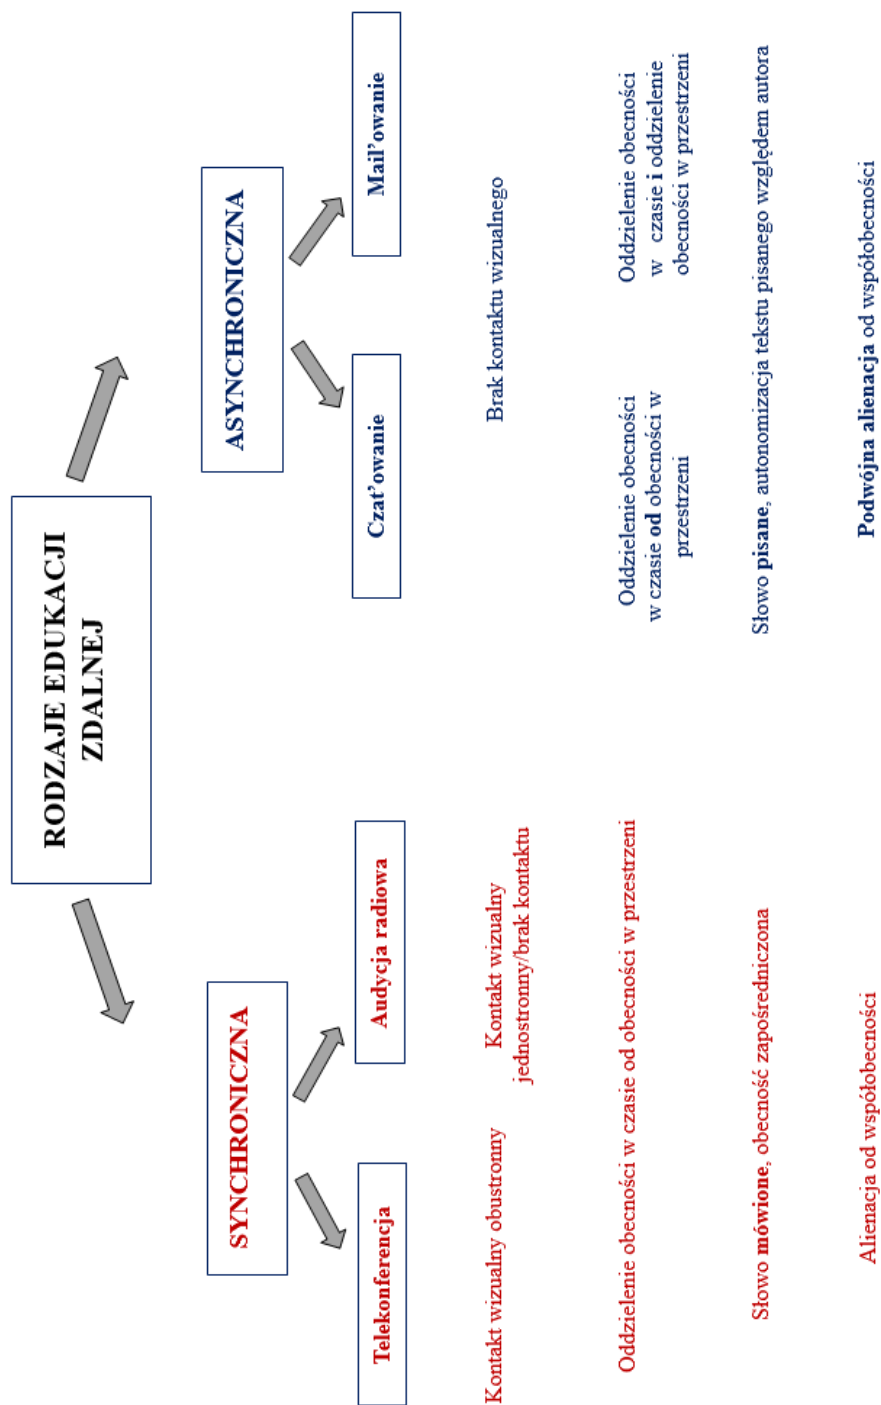 RODZAJE EDUKACJI
ZDALNEJ
SYNCHRONICZNA
ASYNCHRONICZNA
Telekonferencja
Audycja radiowa
Czat’owanie
Mail’owanie
Kontakt wizualny obustronny
Kontakt wizualny
jednostronny/brak kontaktu
Brak kontaktu wizualnego
Oddzielenie obecności w czasie od obecności w przestrzeni
Oddzielenie obecności
w czasie od obecności w
przestrzeni
Oddzielenie obecności
w czasie i oddzielenie
obecności w przestrzeni
Słowo mówione, obecność zapośredniczona
Słowo pisane, autonomizacja tekstu pisanego względem autora
Alienacja od współobecności
Podwójna alienacja od współobecności